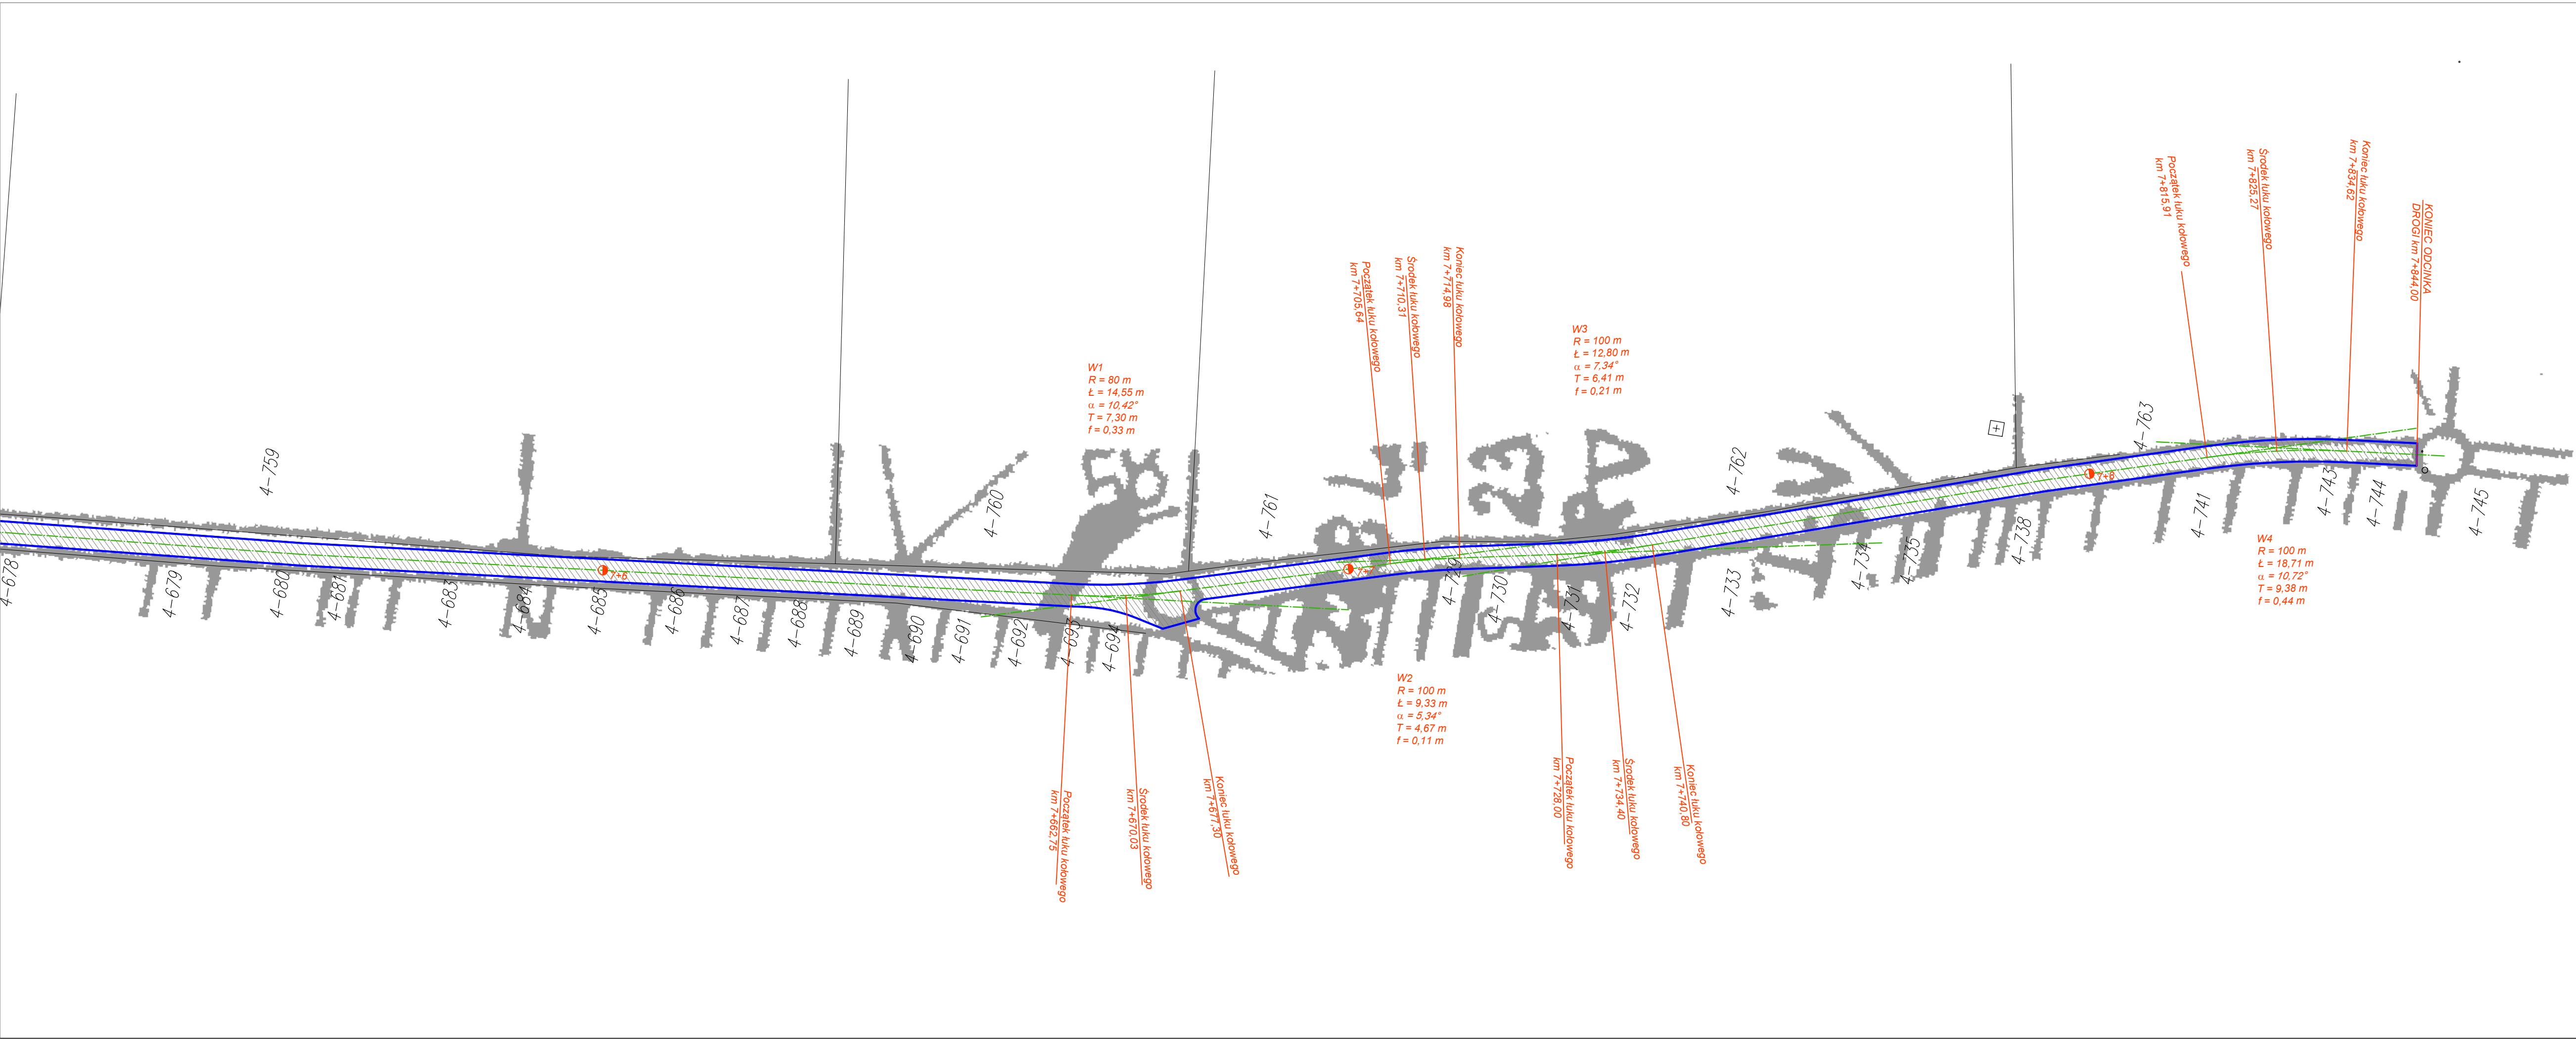 Początek łuku kołowego
km 7+815,91
Środek łuku kołowego
km 7+825,27
Koniec łuku kołowego
km 7+834,62
KONIEC ODCINKA
DROGI km 7+844,00
Początek łuku kołowego
km 7+705,64
Środek łuku kołowego
km 7+710,31
Koniec łuku kołowego
km 7+714,98
W3
R = 100 m
Ł = 12,80 m
α = 7,34°
T = 6,41 m
f = 0,21 m
W1
R = 80 m
Ł = 14,55 m
α = 10,42°
T = 7,30 m
f = 0,33 m
4-759
4-760
4-761
4-762
4-763
7+6
7+7
7+8
4-678
4-679
4-680
4-681
4-683
4-684
4-685
4-686
4-687
4-688
4-689
4-690
4-691
4-692
4-693
4-694
4-729
4-730
4-731
4-732
4-733
4-734
4-735
4-738
4-741
4-743
4-744
4-745
W4
R = 100 m
Ł = 18,71 m
α = 10,72°
T = 9,38 m
f = 0,44 m
W2
R = 100 m
Ł = 9,33 m
α = 5,34°
T = 4,67 m
f = 0,11 m
Początek łuku kołowego
km 7+662,75
Środek łuku kołowego
km 7+670,03
Koniec łuku kołowego
km 7+677,30
Początek łuku kołowego
km 7+728,00
Środek łuku kołowego
km 7+734,40
Koniec łuku kołowego
km 7+740,80